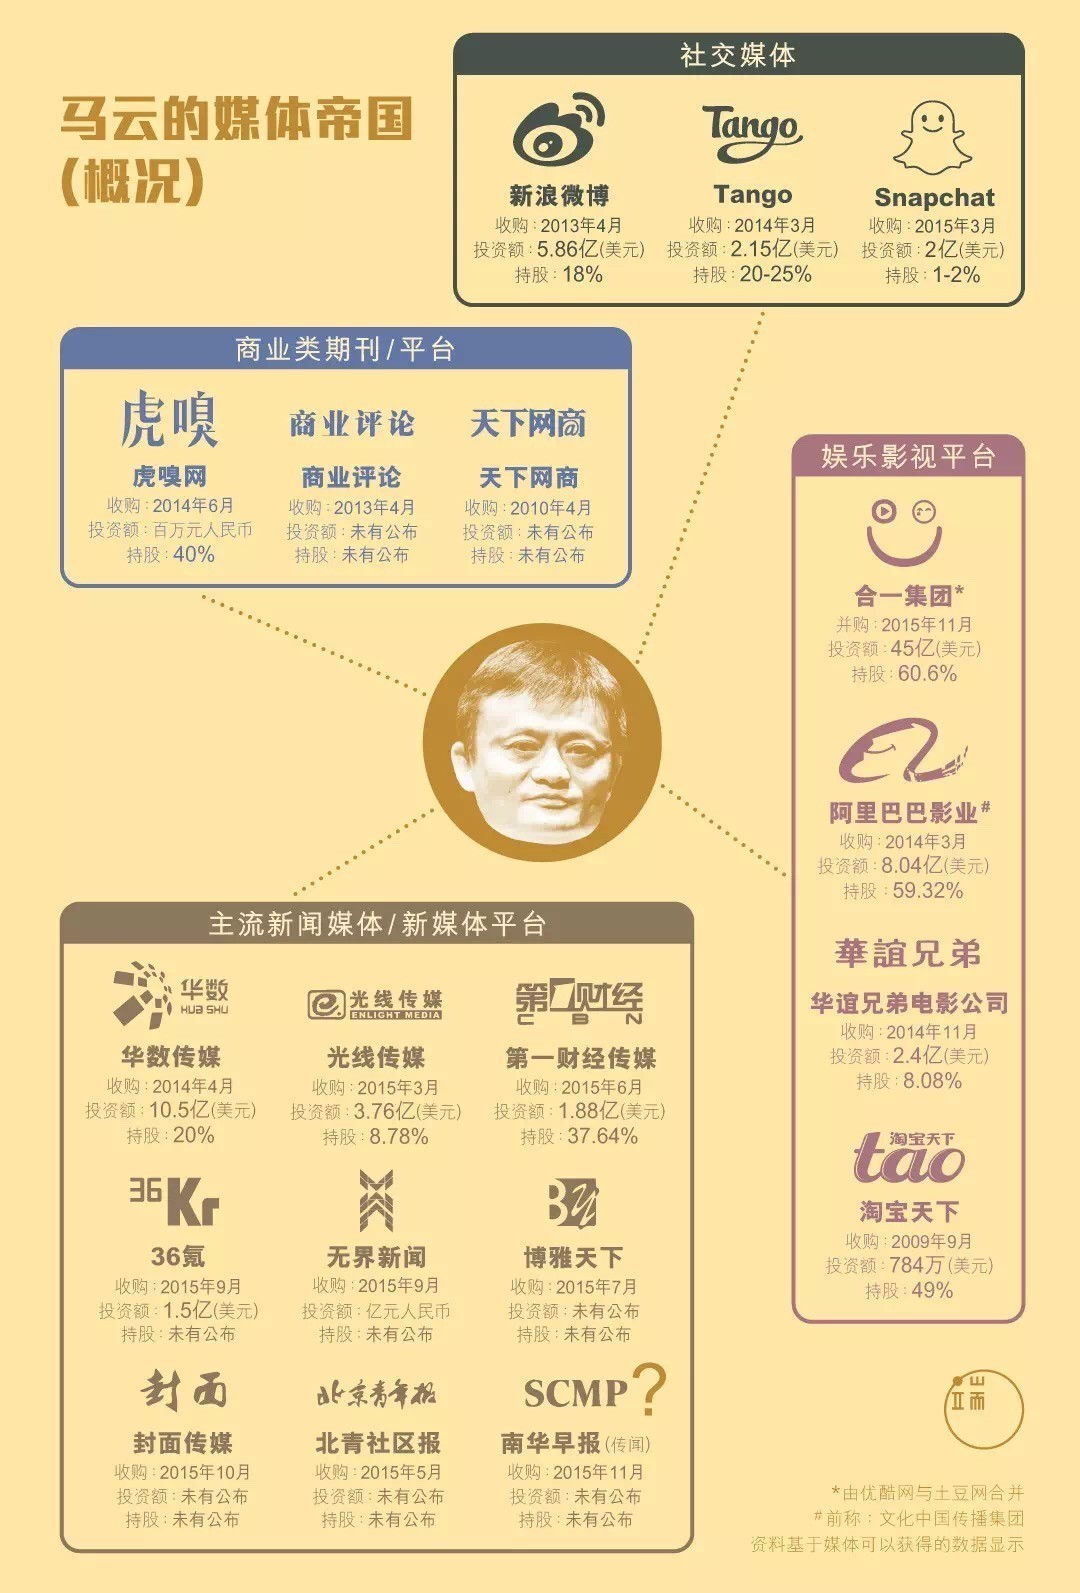 马云的媒体帝国
(概况)
社交媒体
Tango
新浪微博
收购：2013年4月
投资额：5.86亿(美元)
持股：18%
Tango
收购：2014年3月
投资额：2.15亿(美元)
持股：20-25%
Snapchat
收购：2015年3月
投资额：2亿(美元)
持股：1-2%
商业类期刊/平台
虎嗅
虎嗅网
收购：2014年6月
投资额：百万元人民币
持股：40%
商业评论
商业评论
收购：2013年4月
投资额：未有公布
持股：未有公布
天下网商
天下网商
收购：2010年4月
投资额：未有公布
持股：未有公布
娱乐影视平台
合一集团*
并购：2015年11月
投资额：45亿(美元)
持股：60.6%
阿里巴巴影业#
收购：2014年3月
投资额：8.04亿(美元)
持股：59.32%
華誼兄弟
华谊兄弟电影公司
收购：2014年11月
投资额：2.4亿(美元)
持股：8.08%
淘宝天下
tao
淘宝天下
收购：2009年9月
投资额：784万(美元)
持股：49%
主流新闻媒体/新媒体平台
华数
HUA SHU
华数传媒
收购：2014年4月
投资额：10.5亿(美元)
持股：20%
光线传媒
ENLIGHT MEDIA
光线传媒
收购：2015年3月
投资额：3.76亿(美元)
持股：8.78%
第1财经
CBN
第一财经传媒
收购：2015年6月
投资额：1.88亿(美元)
持股：37.64%
36Kr
36氪
收购：2015年9月
投资额：1.5亿(美元)
持股：未有公布
无界新闻
收购：2015年9月
投资额：亿元人民币
持股：未有公布
By
博雅天下
收购：2015年7月
投资额：未有公布
持股：未有公布
封面
封面传媒
收购：2015年10月
投资额：未有公布
持股：未有公布
北京青年报
北青社区报
收购：2015年5月
投资额：未有公布
持股：未有公布
SCMP?
南华早报(传闻)
收购：2015年11月
投资额：未有公布
持股：未有公布
端
*由优酷网与土豆网合并
#前称：文化中国传播集团
资料基于媒体可以获得的数据显示